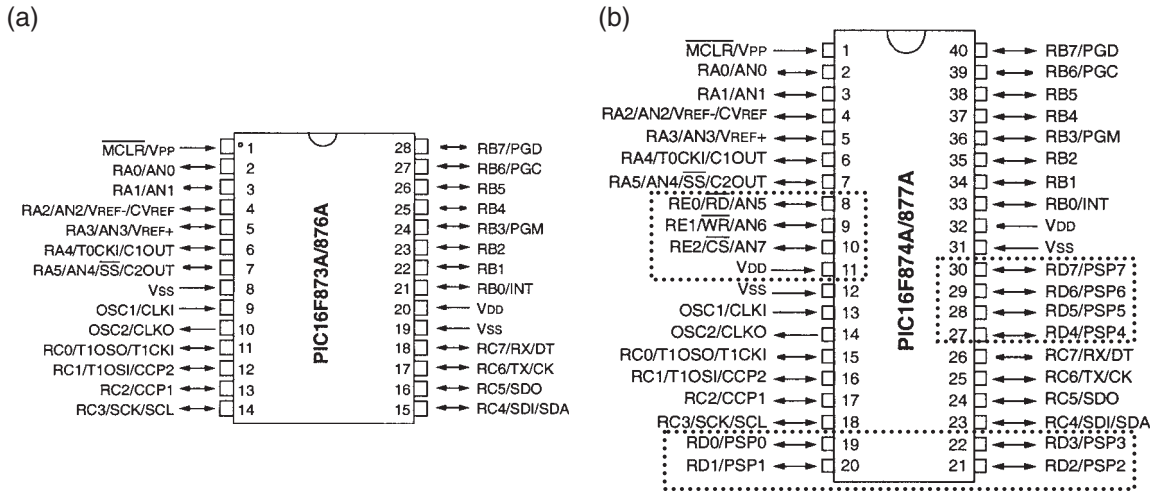 (a)
MCLR/VPP 1 28 RB7/PGD
RA0/AN0 2 27 RB6/PGC
RA1/AN1 3 26 RB5
RA2/AN2/VREF-/CVREF 4 25 RB4
RA3/AN3/VREF+ 5 24 RB3/PGM
RA4/T0CKI/C1OUT 6 23 RB2
RA5/AN4/SS/C2OUT 7 22 RB1
VSS 8 21 RB0/INT
OSC1/CLKI 9 20 VDD
OSC2/CLKO 10 19 VSS
RC0/T1OSO/T1CKI 11 18 RC7/RX/DT
RC1/T1OSI/CCP2 12 17 RC6/TX/CK
RC2/CCP1 13 16 RC5/SDO
RC3/SCK/SCL 14 15 RC4/SDI/SDA
PIC16F873A/876A
(b)
MCLR/VPP 1 40 RB7/PGD
RA0/AN0 2 39 RB6/PGC
RA1/AN1 3 38 RB5
RA2/AN2/VREF-/CVREF 4 37 RB4
RA3/AN3/VREF+ 5 36 RB3/PGM
RA4/T0CKI/C1OUT 6 35 RB2
RA5/AN4/SS/C2OUT 7 34 RB1
RE0/RD/AN5 8 33 RB0/INT
RE1/WR/AN6 9 32 VDD
RE2/CS/AN7 10 31 VSS
VDD 11 30 RD7/PSP7
VSS 12 29 RD6/PSP6
OSC1/CLKI 13 28 RD5/PSP5
OSC2/CLKO 14 27 RD4/PSP4
RC0/T1OSO/T1CKI 15 26 RC7/RX/DT
RC1/T1OSI/CCP2 16 25 RC6/TX/CK
RC2/CCP1 17 24 RC5/SDO
RC3/SCK/SCL 18 23 RC4/SDI/SDA
RD0/PSP0 19 22 RD3/PSP3
RD1/PSP1 20 21 RD2/PSP2
PIC16F874A/877A